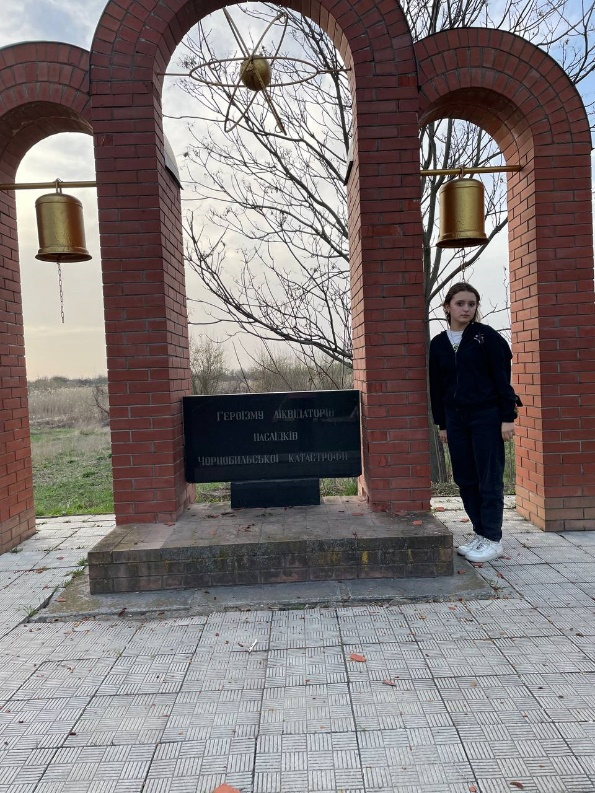 Героїзму ліквідаторів
наслідків
Чорнобильської катастрофи